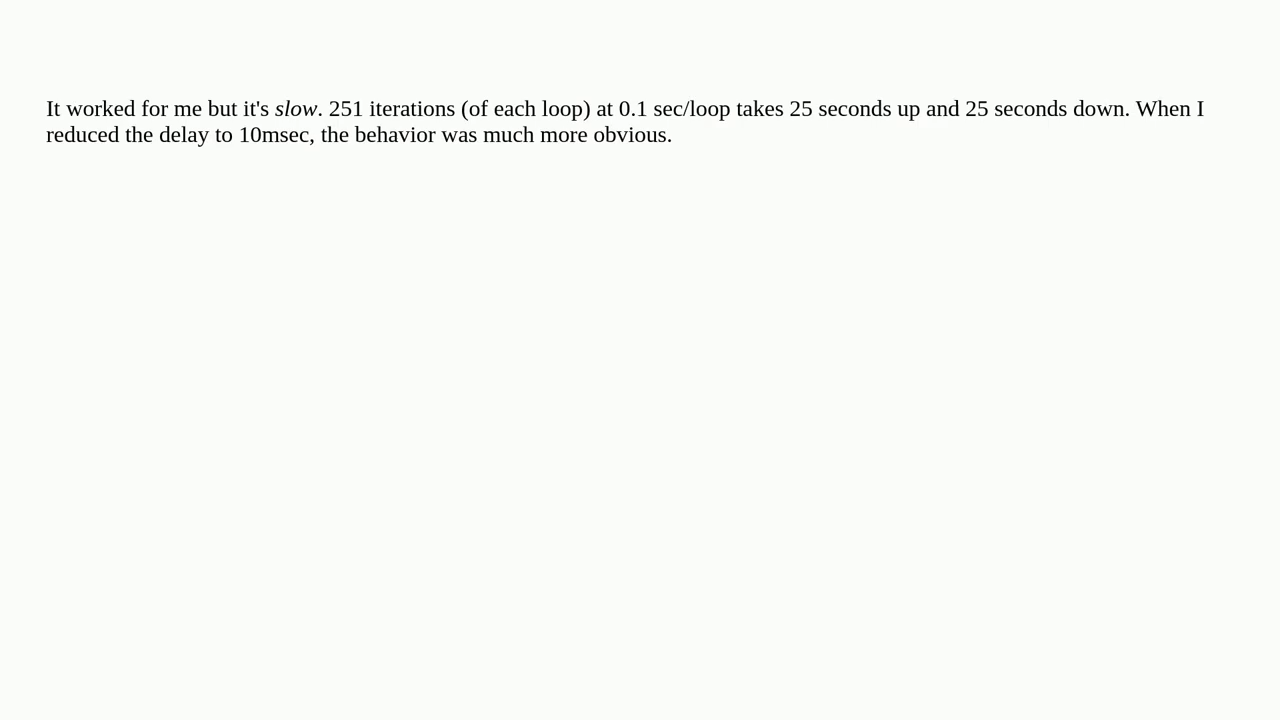 It worked for me but it's slow. 251 iterations (of each loop) at 0.1 sec/loop takes 25 seconds up and 25 seconds down. When I
reduced the delay to 10msec, the behavior was much more obvious.